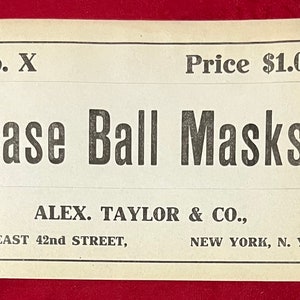 . X Price $1.0
ase Ball Masks
ALEX. TAYLOR & CO.,
EAST 42nd STREET, NEW YORK, N. Y